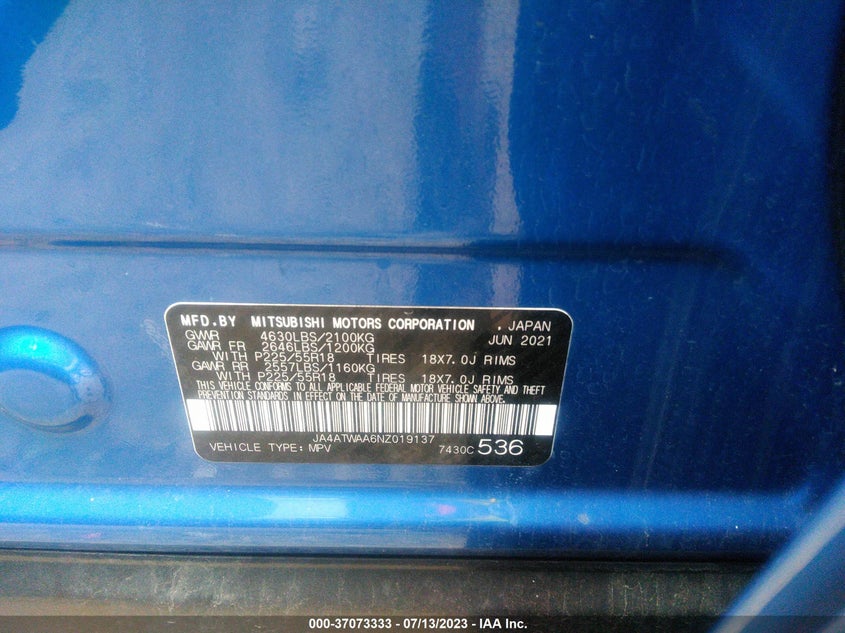 MFD.BY MITSUBISHI MOTORS CORPORATION , JAPAN
GVWR 4630LBS/2100KG JUN 2021
GAWR FR 2646LBS/1200KG
WITH P225/55R18 TIRES 18X7.0J RIMS
GAWR RR 2557LBS/1160KG
WITH P225/55R18 TIRES 18X7.0J RIMS
THIS VEHICLE CONFORMS TO ALL APPLICABLE FEDERAL MOTOR VEHICLE SAFETY AND THEFT
PREVENTION STANDARDS IN EFFECT ON THE DATE OF MANUFACTURE SHOWN ABOVE.
JA4ATWAA6NZ019137
VEHICLE TYPE: MPV 7430C 536
000-37073333 - 07/13/2023 - IAA Inc.